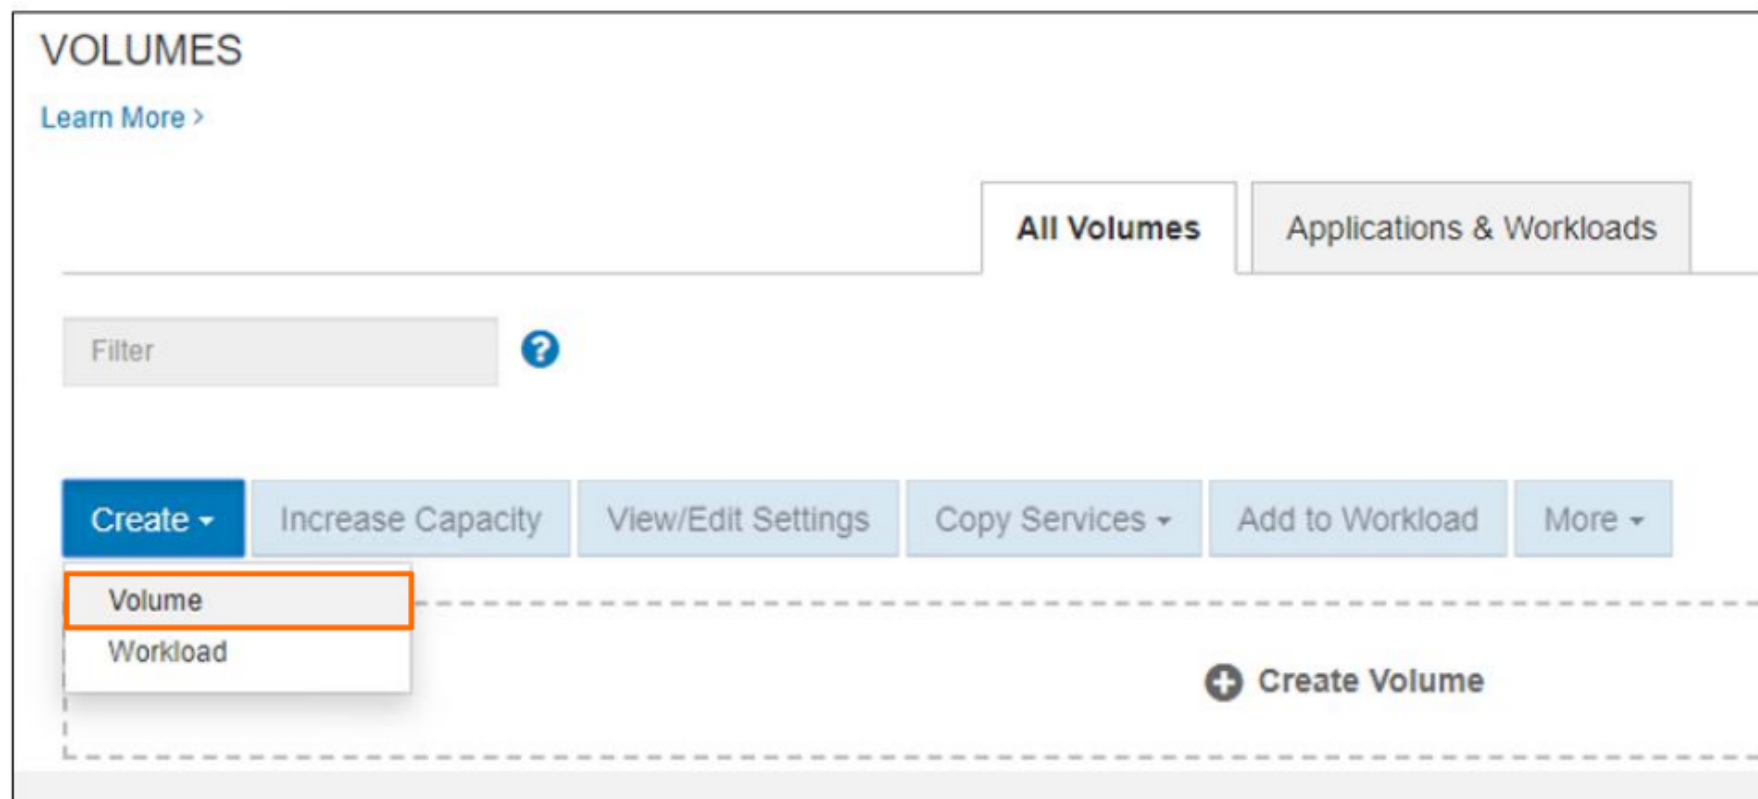 VOLUMES
Learn More >
All Volumes
Applications & Workloads
Filter
?
Create
Increase Capacity
View/Edit Settings
Copy Services
Add to Workload
More
Volume
Workload
Create Volume